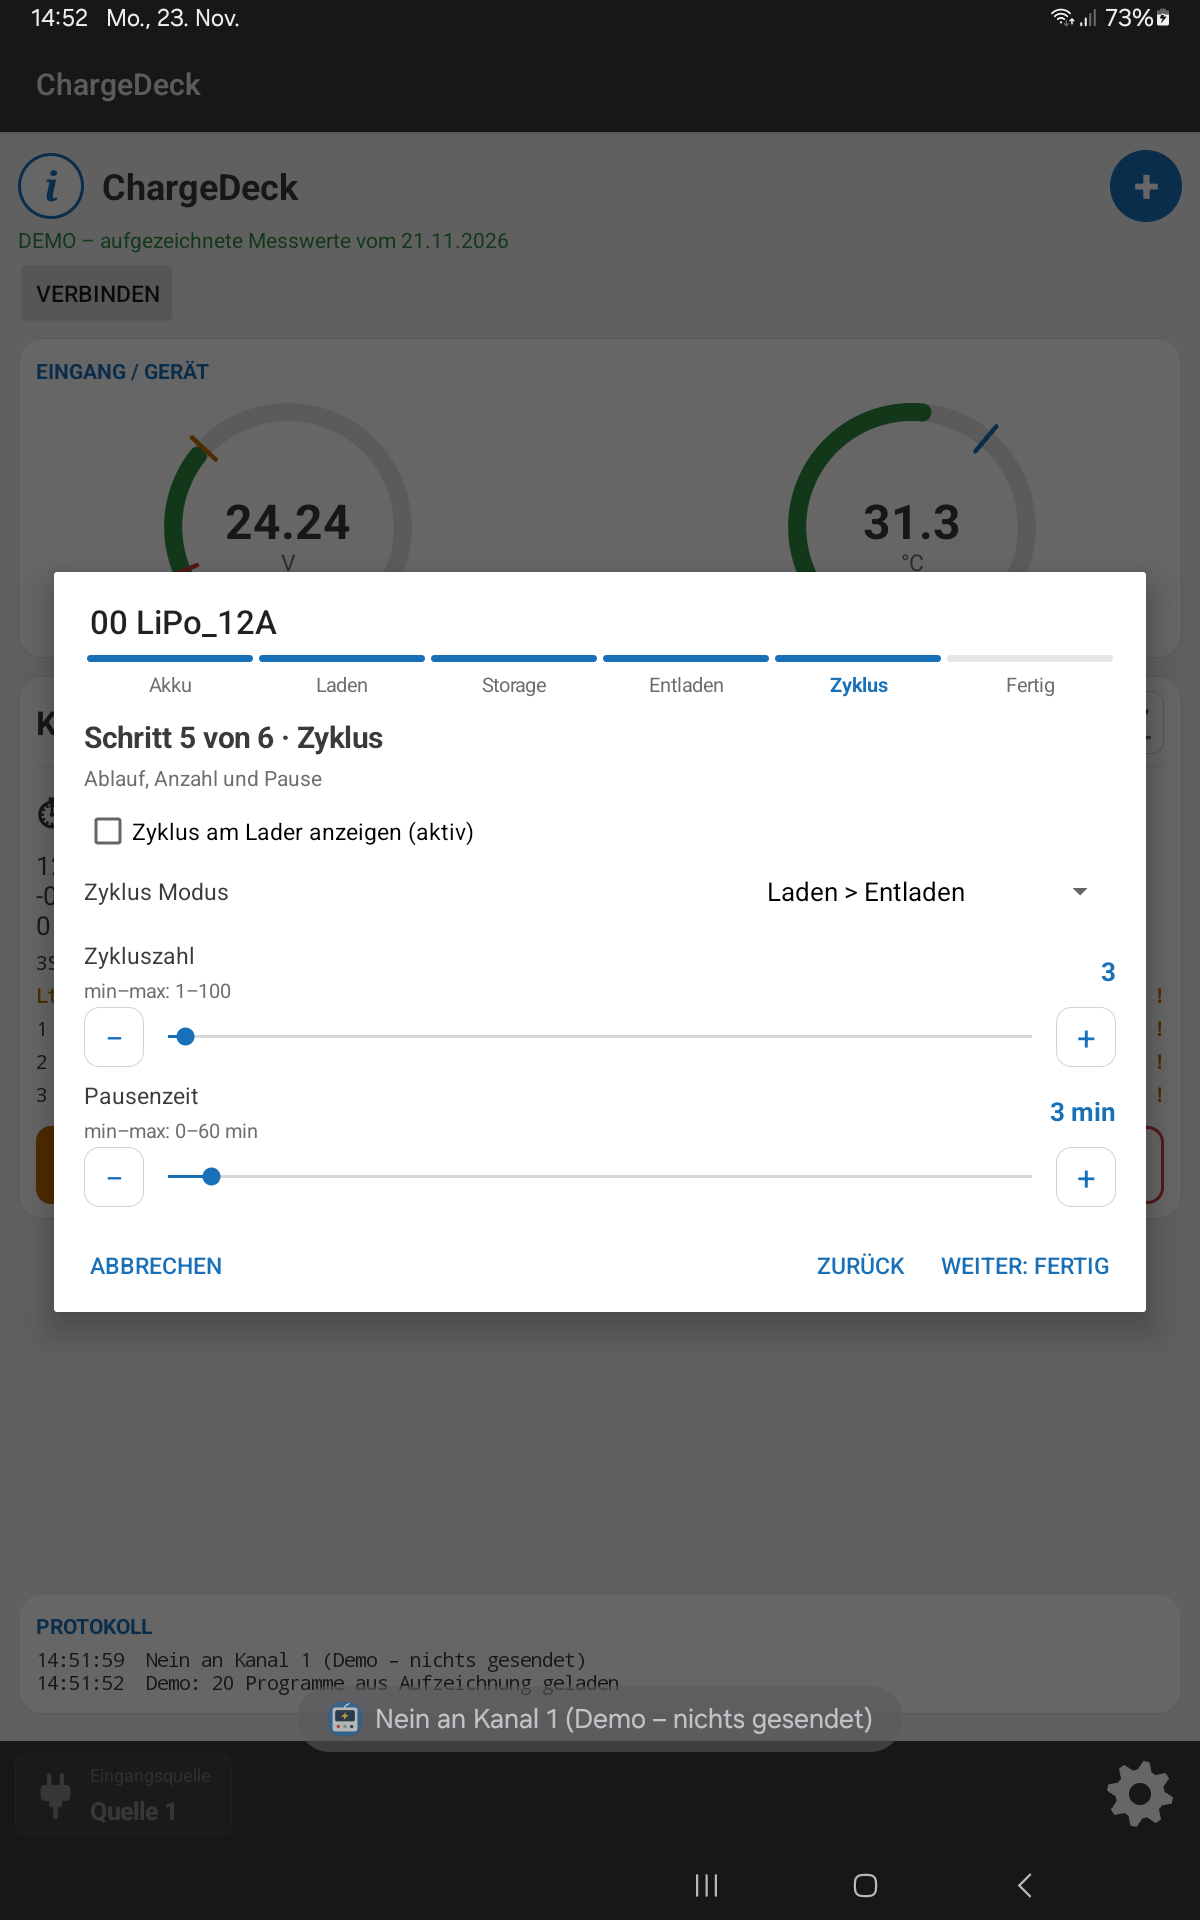 14:52 Mo., 23. Nov. 73%
ChargeDeck
i ChargeDeck +
DEMO – aufgezeichnete Messwerte vom 21.11.2026
VERBINDEN
EINGANG / GERÄT
24.24 31.3
V °C
00 LiPo_12A
Akku Laden Storage Entladen Zyklus Fertig
Schritt 5 von 6 · Zyklus
Ablauf, Anzahl und Pause
Zyklus am Lader anzeigen (aktiv)
Zyklus Modus Laden > Entladen
Zykluszahl
3
min–max: 1–100
− +
Pausenzeit
3 min
min–max: 0–60 min
− +
ABBRECHEN ZURÜCK WEITER: FERTIG
1 !
2 !
3 !
PROTOKOLL
14:51:59 Nein an Kanal 1 (Demo – nichts gesendet)
14:51:52 Demo: 20 Programme aus Aufzeichnung geladen
Nein an Kanal 1 (Demo – nichts gesendet)
Eingangsquelle
Quelle 1